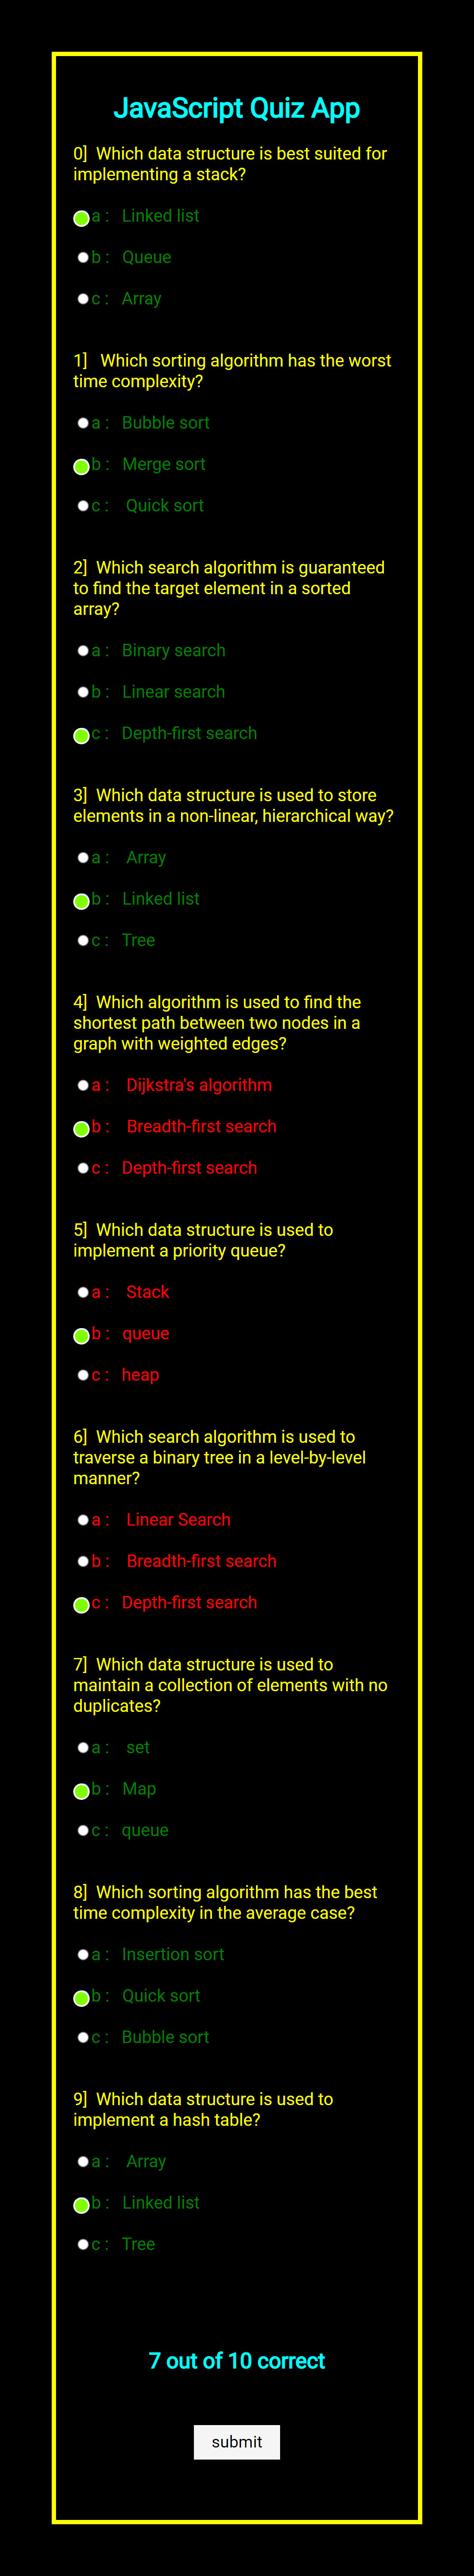 JavaScript Quiz App
0] Which data structure is best suited for
implementing a stack?
a : Linked list
b : Queue
c : Array
1] Which sorting algorithm has the worst
time complexity?
a : Bubble sort
b : Merge sort
c : Quick sort
2] Which search algorithm is guaranteed
to find the target element in a sorted
array?
a : Binary search
b : Linear search
c : Depth-first search
3] Which data structure is used to store
elements in a non-linear, hierarchical way?
a : Array
b : Linked list
c : Tree
4] Which algorithm is used to find the
shortest path between two nodes in a
graph with weighted edges?
a : Dijkstra's algorithm
b : Breadth-first search
c : Depth-first search
5] Which data structure is used to
implement a priority queue?
a : Stack
b : queue
c : heap
6] Which search algorithm is used to
traverse a binary tree in a level-by-level
manner?
a : Linear Search
b : Breadth-first search
c : Depth-first search
7] Which data structure is used to
maintain a collection of elements with no
duplicates?
a : set
b : Map
c : queue
8] Which sorting algorithm has the best
time complexity in the average case?
a : Insertion sort
b : Quick sort
c : Bubble sort
9] Which data structure is used to
implement a hash table?
a : Array
b : Linked list
c : Tree
7 out of 10 correct
submit